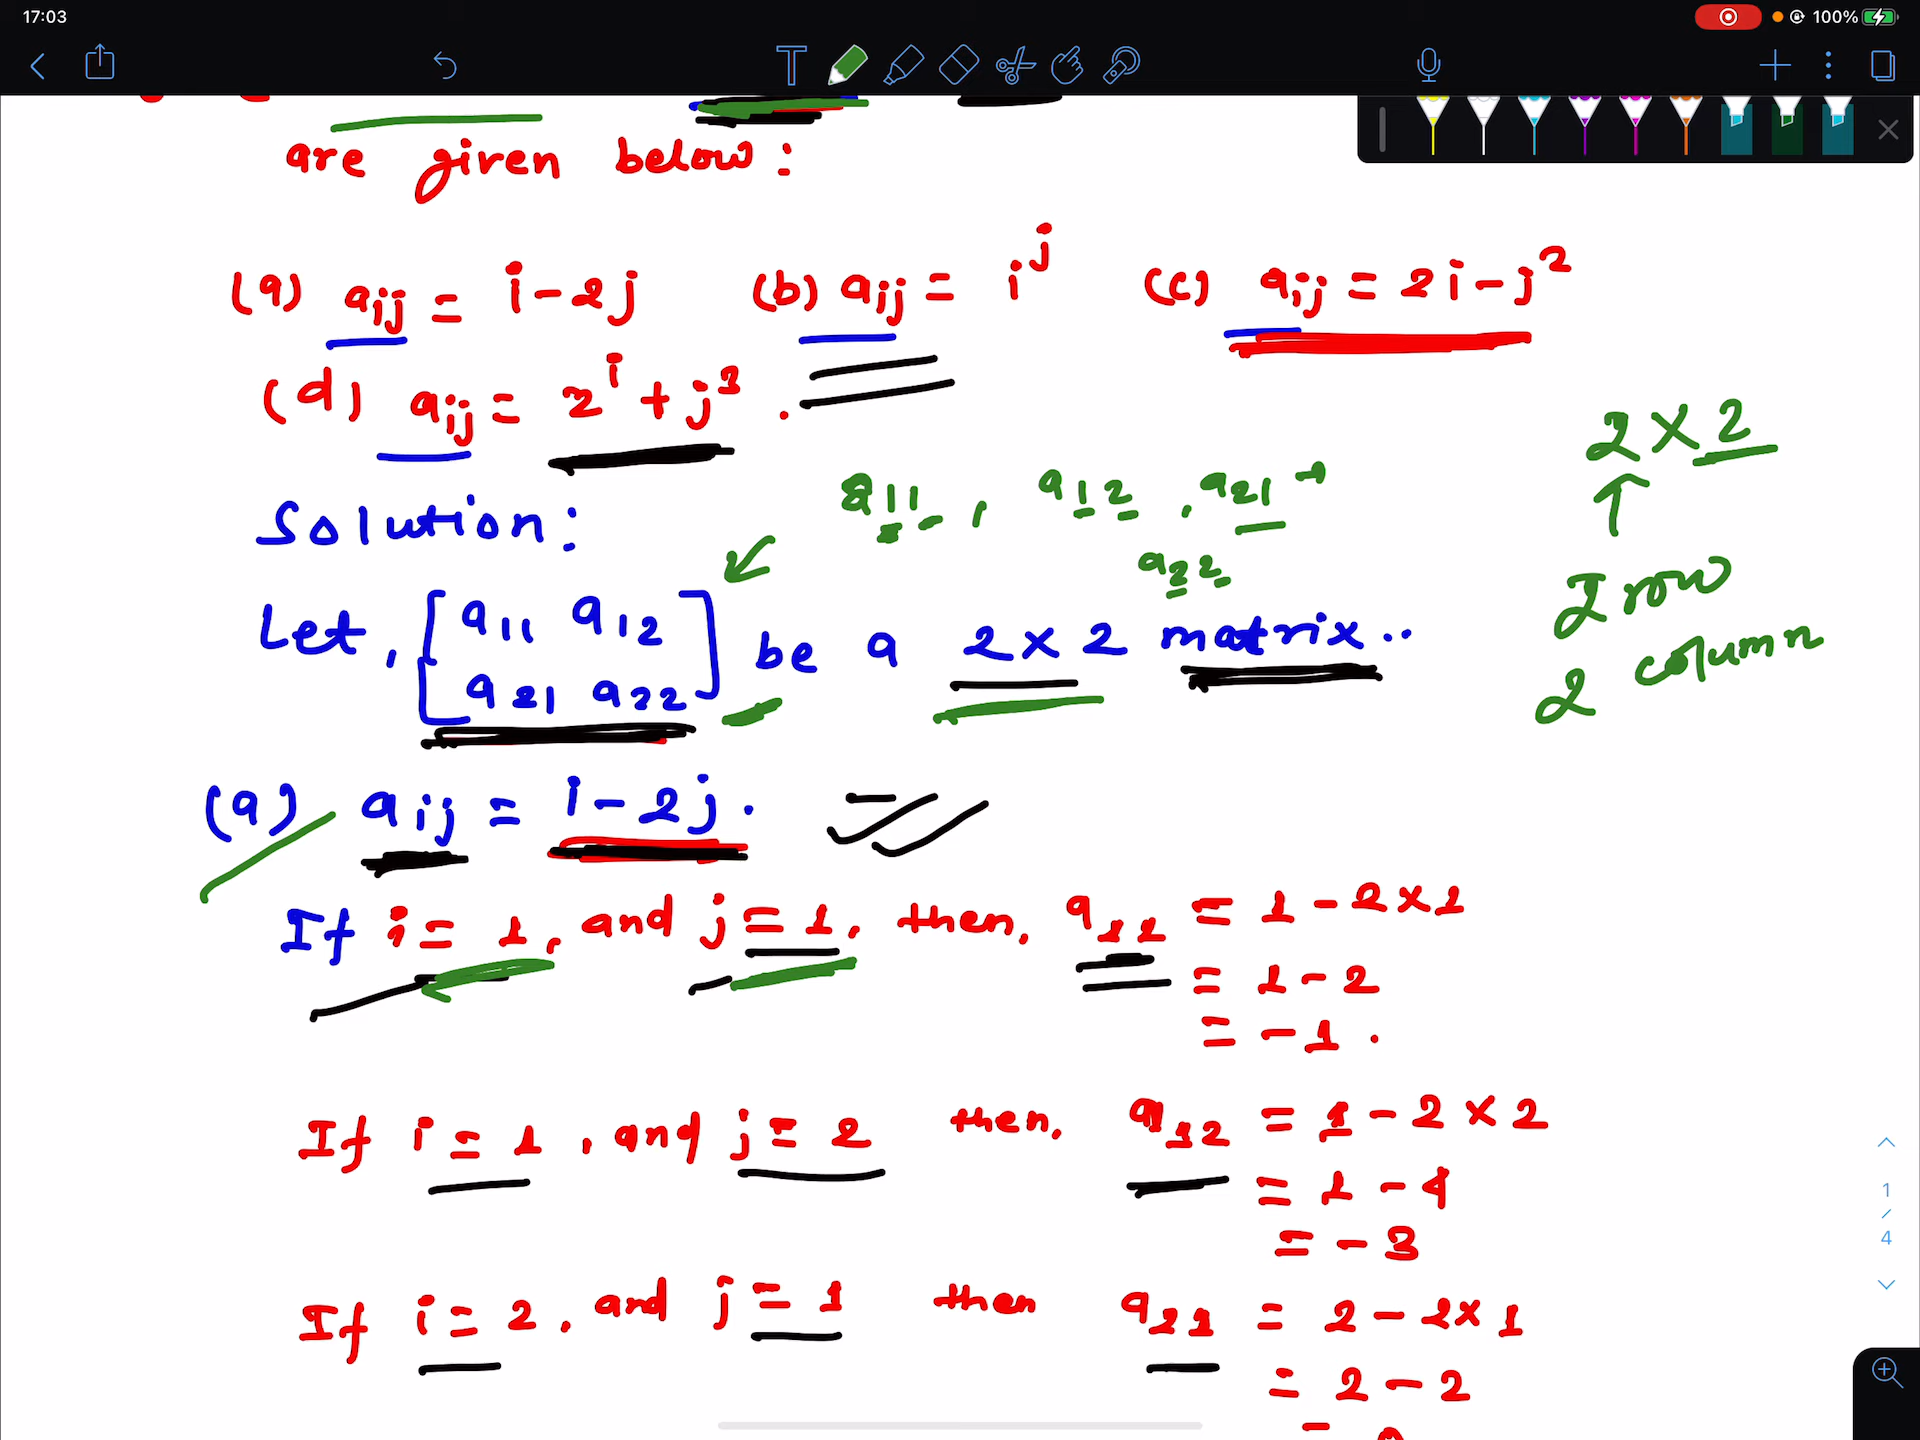 17:03
100%
are given below:
(a) aij = i-2j (b) aij = i^j (c) aij = 2i-j²
(d) aij = 2^i + j³.
2×2
Solution:
a11, a12, a21,
a22
2 row
2 column
Let, [a11 a12
a21 a22] be a 2×2 matrix..
(a) aij = i-2j.
If i=1, and j=1, then, a11 = 1-2×1
= 1-2
= -1.
If i=1, and j=2 then, a12 = 1-2×2
= 1-4
= -3
If i=2, and j=1 then a21 = 2-2×1
= 2-2
1
/
4